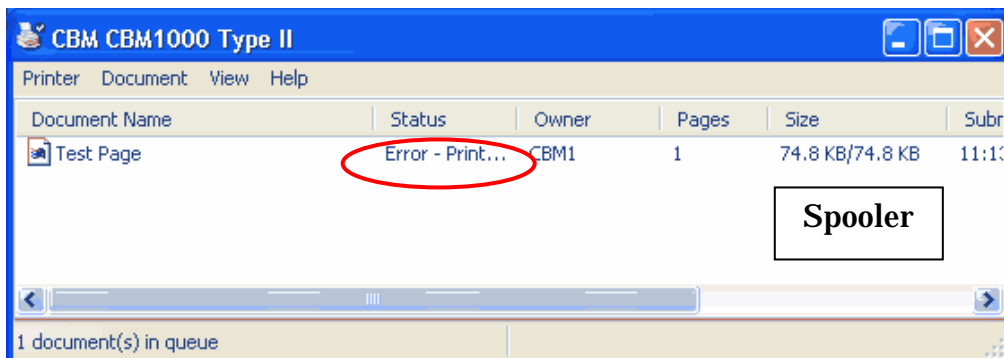 CBM CBM1000 Type II
Printer Document View Help
Document Name Status Owner Pages Size Subr
Test Page Error - Print... CBM1 1 74.8 KB/74.8 KB 11:1
Spooler
1 document(s) in queue